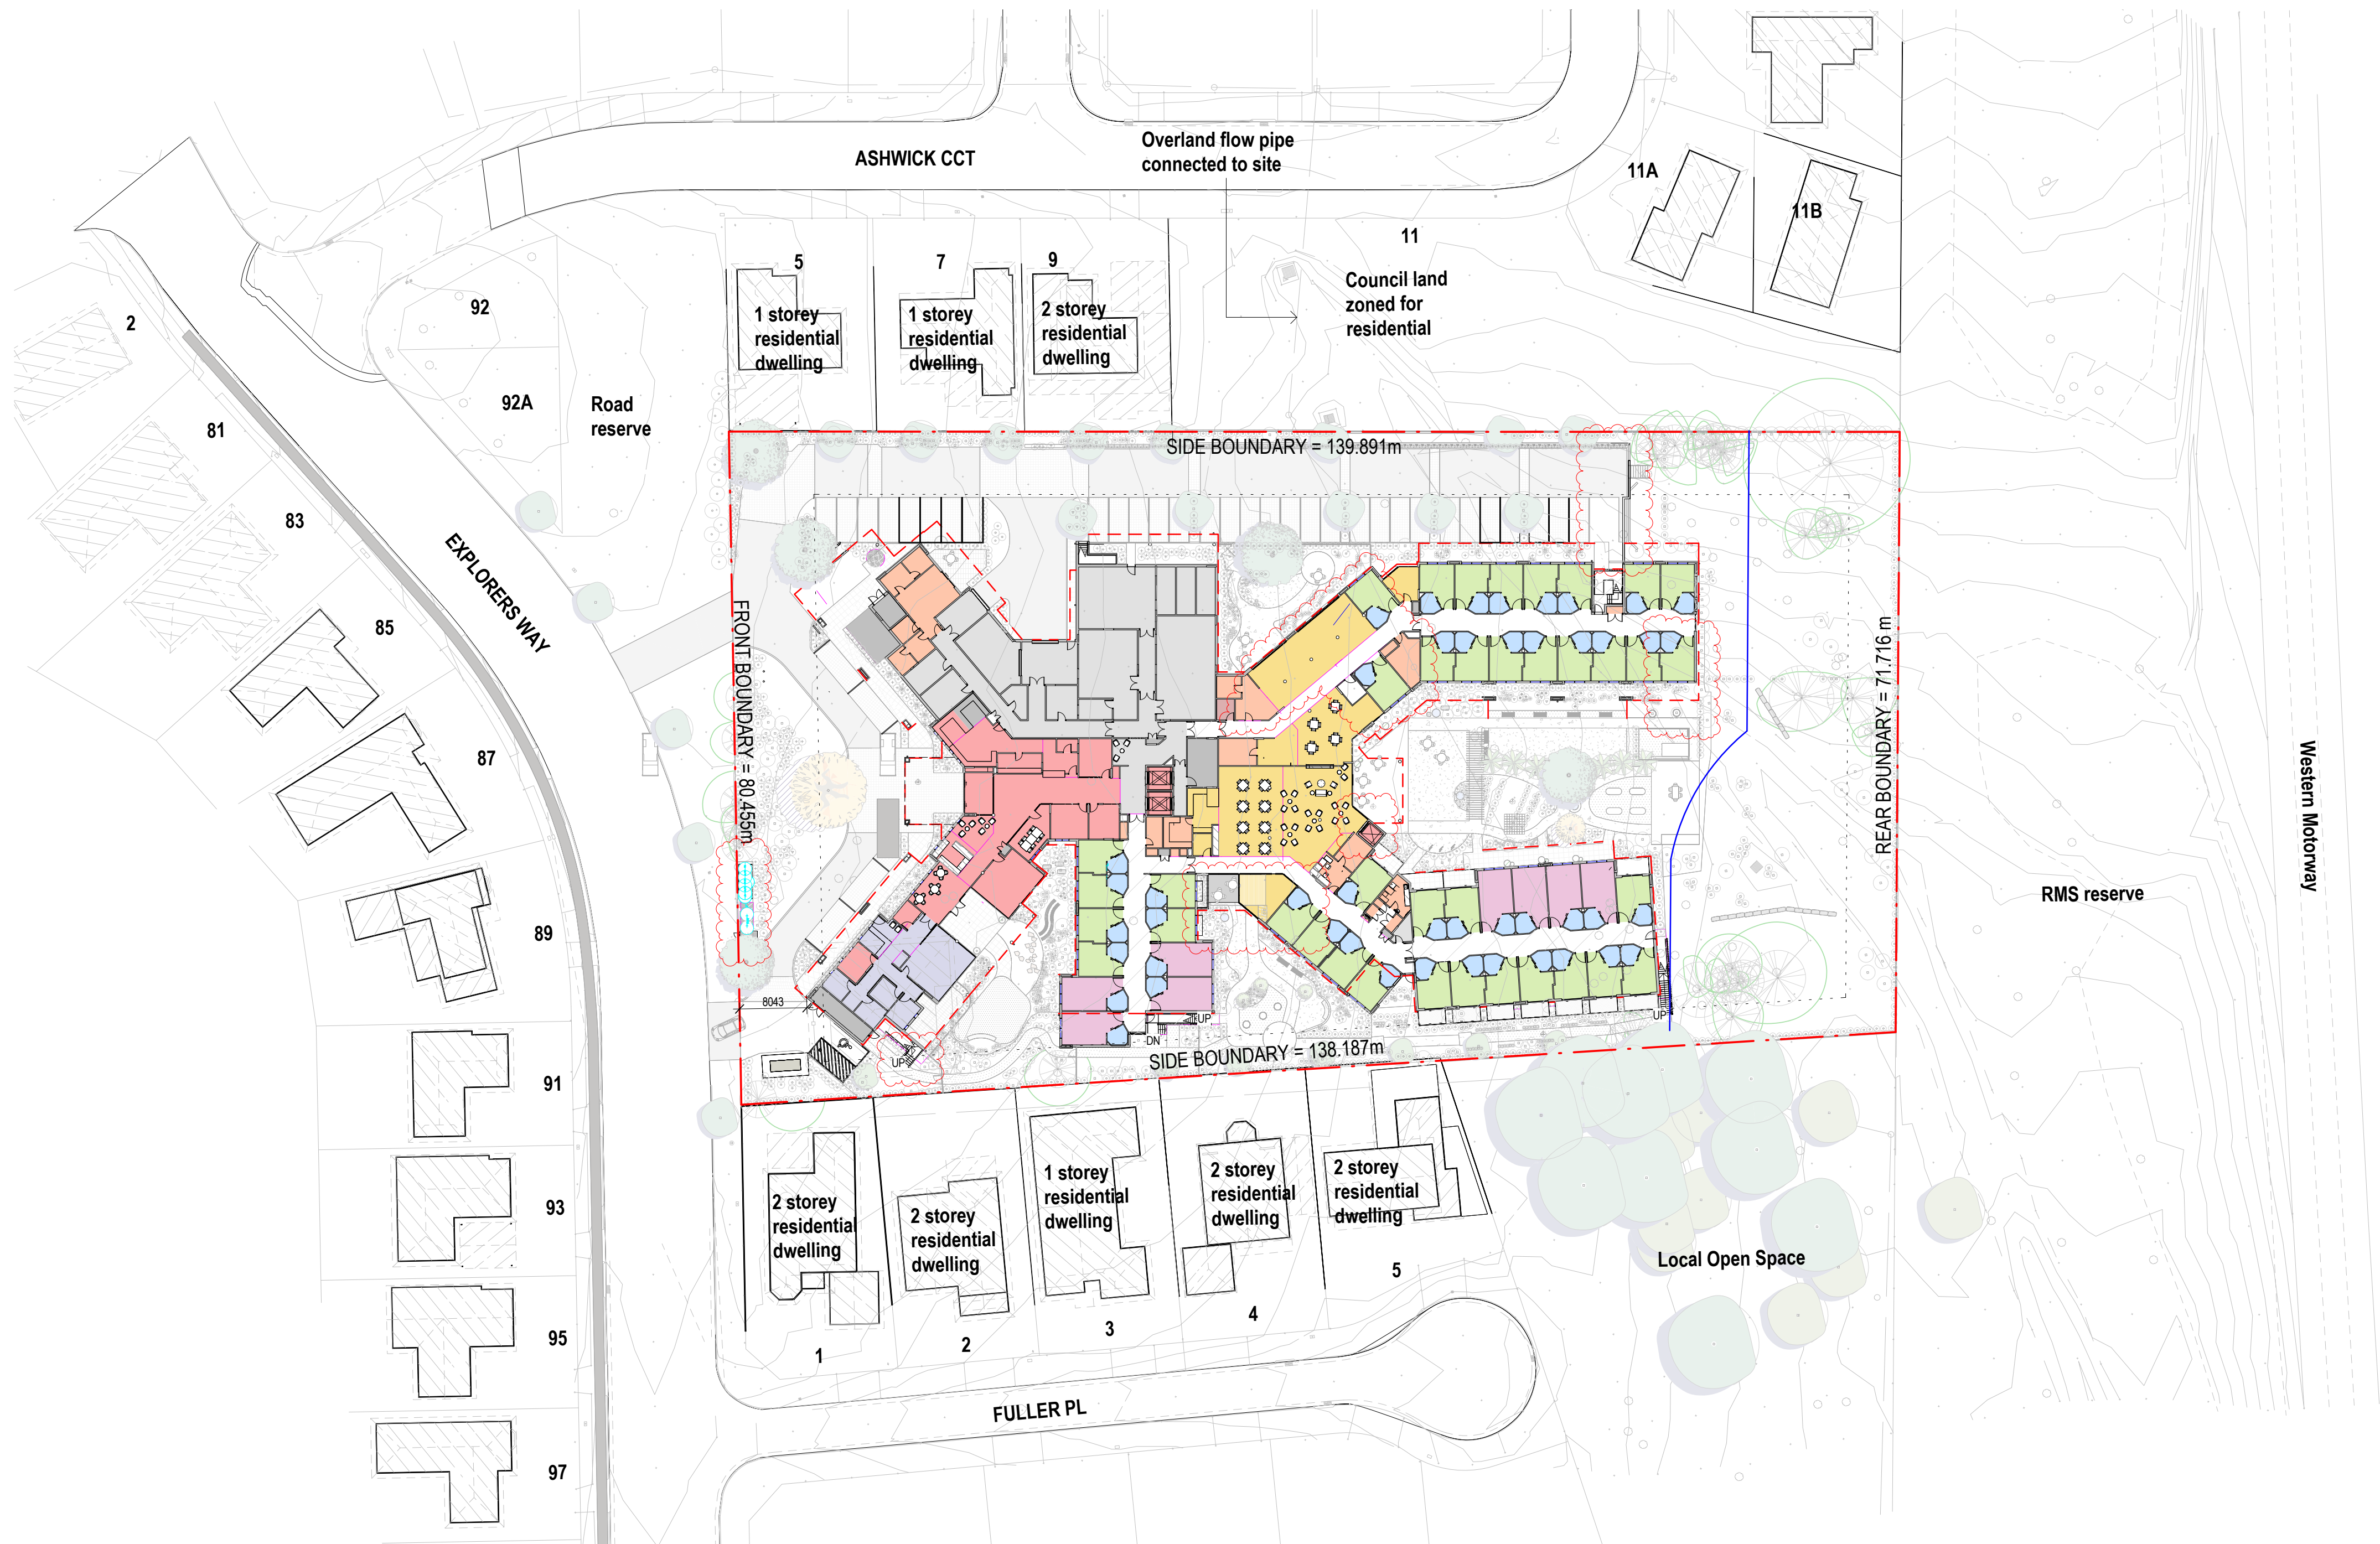 ASHWICK CCT
Overland flow pipe
connected to site
11A
11B
11
Council land
zoned for
residential
5
1 storey
residential
dwelling
7
1 storey
residential
dwelling
9
2 storey
residential
dwelling
92
92A
Road
reserve
2
81
83
85
87
89
91
93
95
97
EXPLORERS WAY
SIDE BOUNDARY = 139.891m
FRONT BOUNDARY = 80.455m
REAR BOUNDARY = 71.716 m
SIDE BOUNDARY = 138.187m
8043
UP
UP
DN
UP
RMS reserve
Western Motorway
2 storey
residential
dwelling
1
2 storey
residential
dwelling
2
1 storey
residential
dwelling
3
2 storey
residential
dwelling
4
2 storey
residential
dwelling
5
Local Open Space
FULLER PL